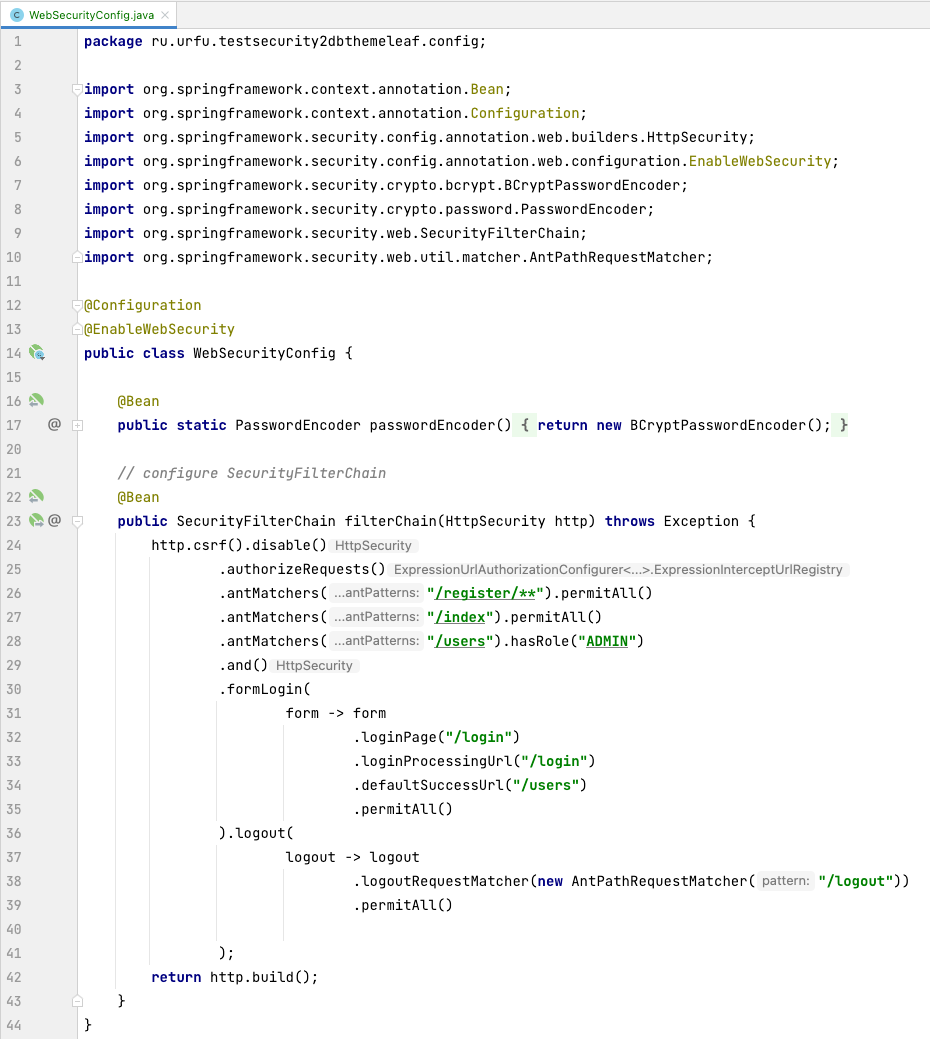 WebSecurityConfig.java
1 package ru.urfu.testsecurity2dbthemeleaf.config;
2
3 import org.springframework.context.annotation.Bean;
4 import org.springframework.context.annotation.Configuration;
5 import org.springframework.security.config.annotation.web.builders.HttpSecurity;
6 import org.springframework.security.config.annotation.web.configuration.EnableWebSecurity;
7 import org.springframework.security.crypto.bcrypt.BCryptPasswordEncoder;
8 import org.springframework.security.crypto.password.PasswordEncoder;
9 import org.springframework.security.web.SecurityFilterChain;
10 import org.springframework.security.web.util.matcher.AntPathRequestMatcher;
11
12 @Configuration
13 @EnableWebSecurity
14 public class WebSecurityConfig {
15
16 @Bean
17 @ public static PasswordEncoder passwordEncoder() { return new BCryptPasswordEncoder(); }
20
21 // configure SecurityFilterChain
22 @Bean
23 @ public SecurityFilterChain filterChain(HttpSecurity http) throws Exception {
24 http.csrf().disable() HttpSecurity
25 .authorizeRequests() ExpressionUrlAuthorizationConfigurer<...>.ExpressionInterceptUrlRegistry
26 .antMatchers( ...antPatterns: "/register/**").permitAll()
27 .antMatchers( ...antPatterns: "/index").permitAll()
28 .antMatchers( ...antPatterns: "/users").hasRole("ADMIN")
29 .and() HttpSecurity
30 .formLogin(
31 form -> form
32 .loginPage("/login")
33 .loginProcessingUrl("/login")
34 .defaultSuccessUrl("/users")
35 .permitAll()
36 ).logout(
37 logout -> logout
38 .logoutRequestMatcher(new AntPathRequestMatcher( pattern: "/logout"))
39 .permitAll()
40
41 );
42 return http.build();
43 }
44 }